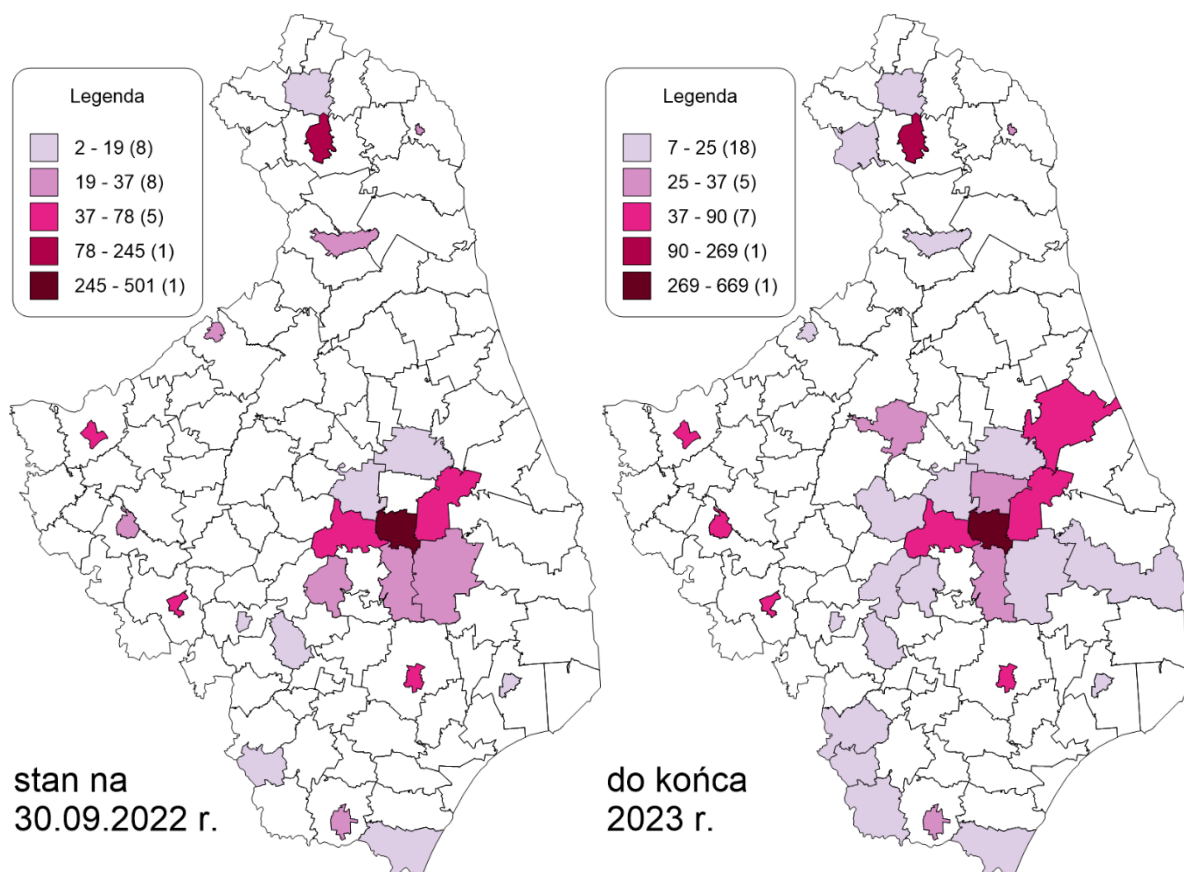 Legenda
2 - 19 (8)
19 - 37 (8)
37 - 78 (5)
78 - 245 (1)
245 - 501 (1)
stan na
30.09.2022 r.
Legenda
7 - 25 (18)
25 - 37 (5)
37 - 90 (7)
90 - 269 (1)
269 - 669 (1)
do końca
2023 r.